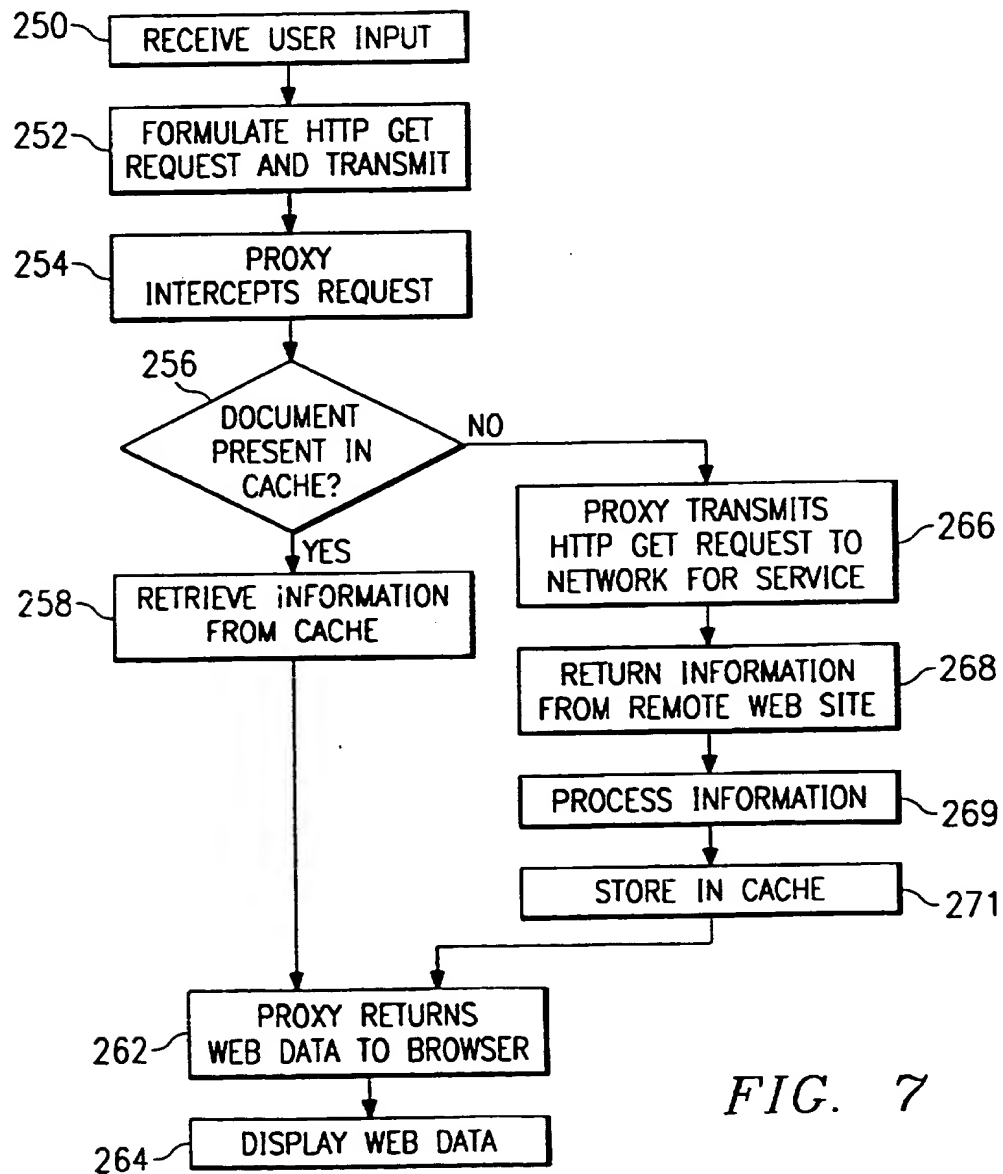 250
RECEIVE USER INPUT
252
FORMULATE HTTP GET
REQUEST AND TRANSMIT
254
PROXY
INTERCEPTS REQUEST
256
DOCUMENT
PRESENT IN
CACHE?
NO
YES
258
RETRIEVE iNFORMATION
FROM CACHE
PROXY TRANSMITS
HTTP GET REQUEST TO
NETWORK FOR SERVICE
266
RETURN INFORMATION
FROM REMOTE WEB SITE
268
PROCESS INFORMATION
269
STORE IN CACHE
271
262
PROXY RETURNS
WEB DATA TO BROWSER
264
DISPLAY WEB DATA
FIG. 7